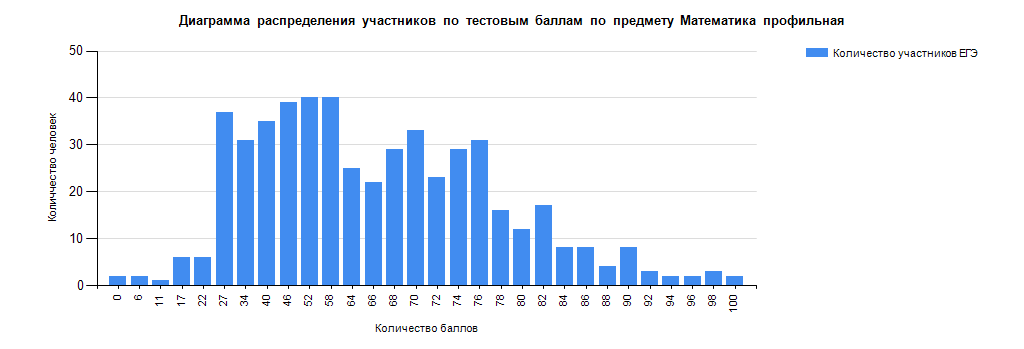 Диаграмма распределения участников по тестовым баллам по предмету Математика профильная
Количество участников ЕГЭ
50
40
30
20
10
0
Количчество человек
0 6 11 17 22 27 34 40 46 52 58 64 66 68 70 72 74 76 78 80 82 84 86 88 90 92 94 96 98 100
Количество баллов